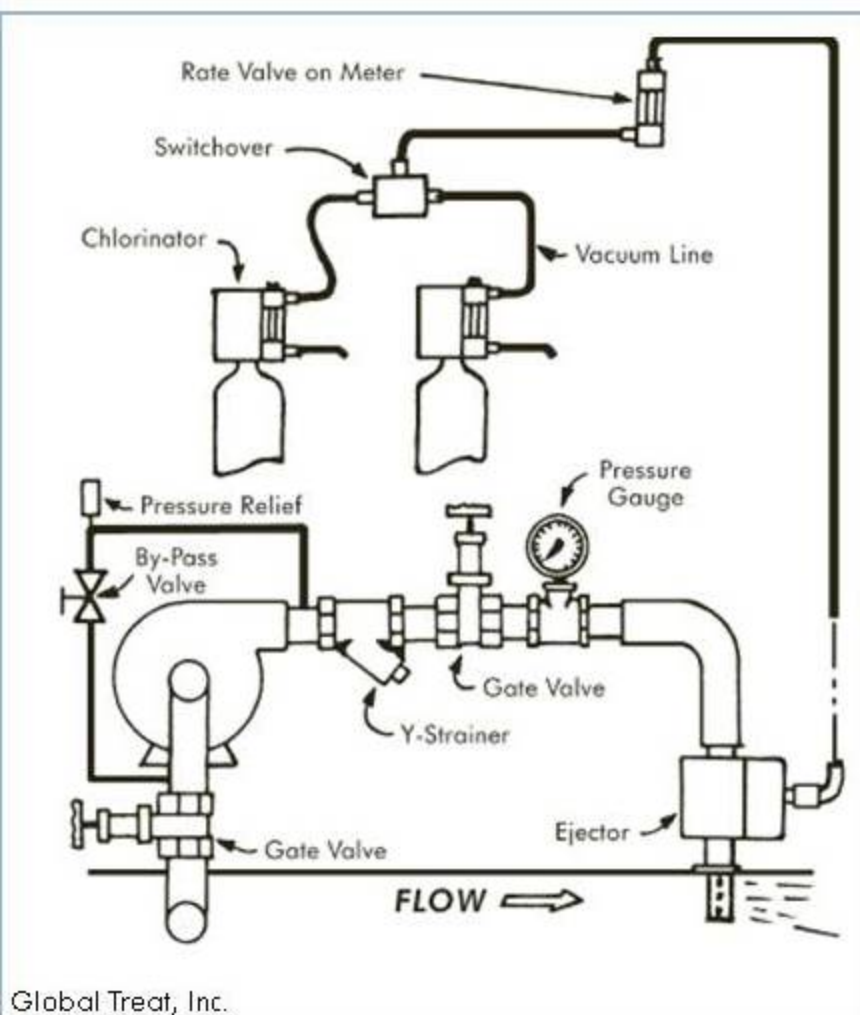 Rate Valve on Meter
Switchover
Chlorinator
Vacuum Line
Pressure
Gauge
Pressure Relief
By-Pass
Valve
Gate Valve
Y-Strainer
Ejector
Gate Valve
FLOW
Global Treat, Inc.